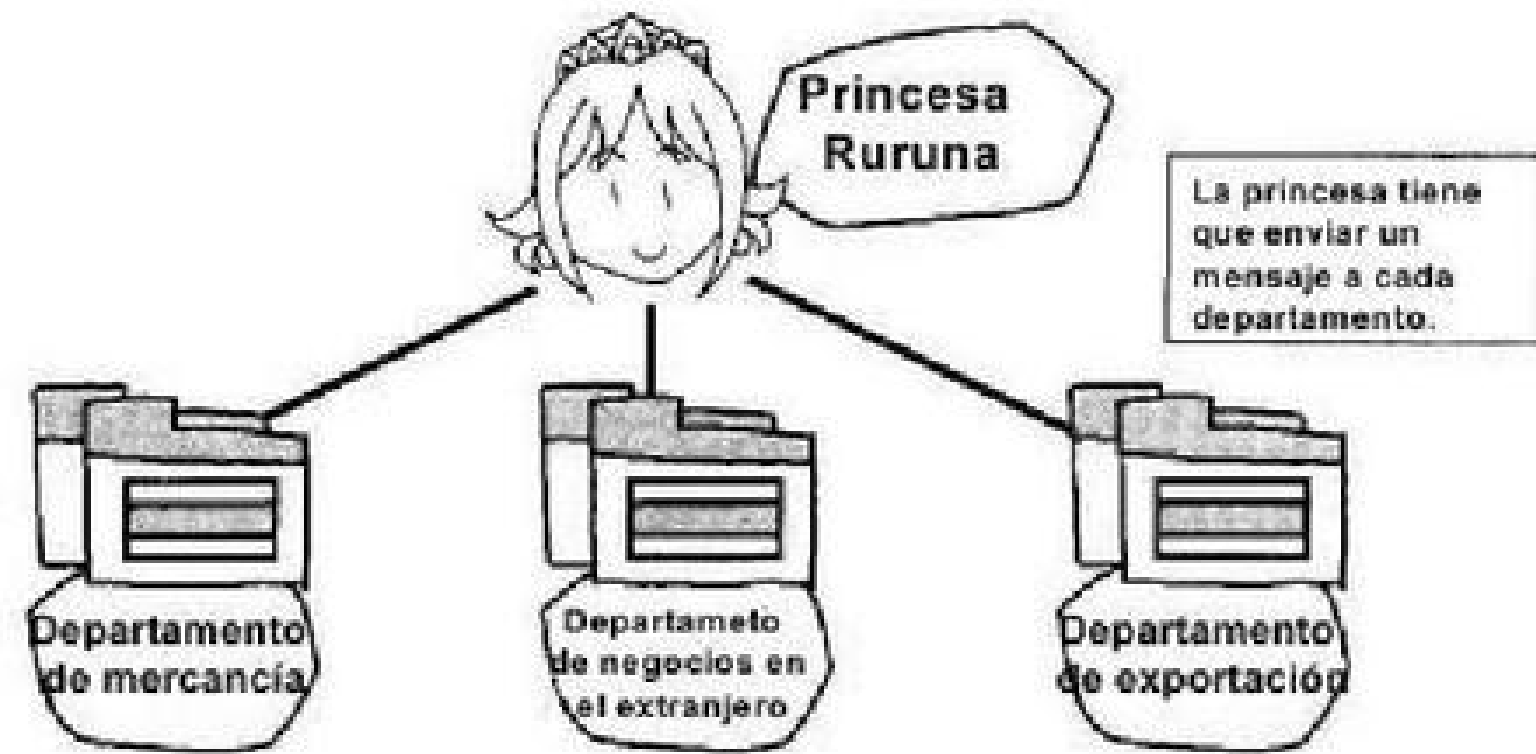 Princesa
Ruruna
La princesa tiene
que enviar un
mensaje a cada
departamento.
Departamento
de mercancía
Departameto
de negocios en
el extranjero
Departamento
de exportación